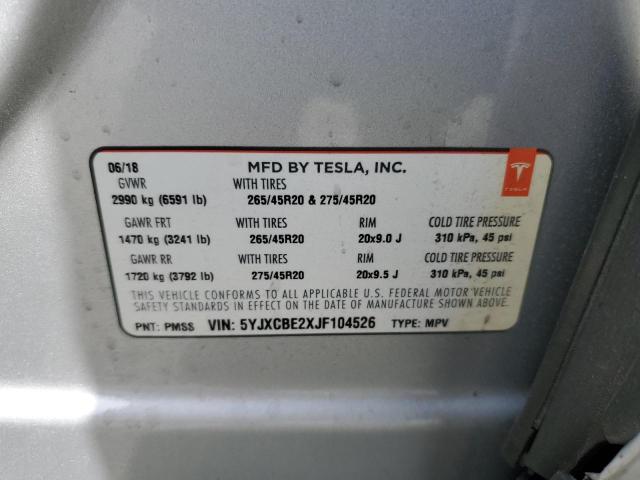 06/18 MFD BY TESLA, INC.
GVWR WITH TIRES
2990 kg (6591 lb) 265/45R20 & 275/45R20
GAWR FRT WITH TIRES RIM COLD TIRE PRESSURE
1470 kg (3241 lb) 265/45R20 20x9.0 J 310 kPa, 45 psi
GAWR RR WITH TIRES RIM COLD TIRE PRESSURE
1720 kg (3792 lb) 275/45R20 20x9.5 J 310 kPa, 45 psi
THIS VEHICLE CONFORMS TO ALL APPLICABLE U.S. FEDERAL MOTOR VEHICLE
SAFETY STANDARDS IN EFFECT ON THE DATE OF MANUFACTURE SHOWN ABOVE.
PNT: PMSS VIN: 5YJXCBE2XJF104526 TYPE: MPV
TESLA